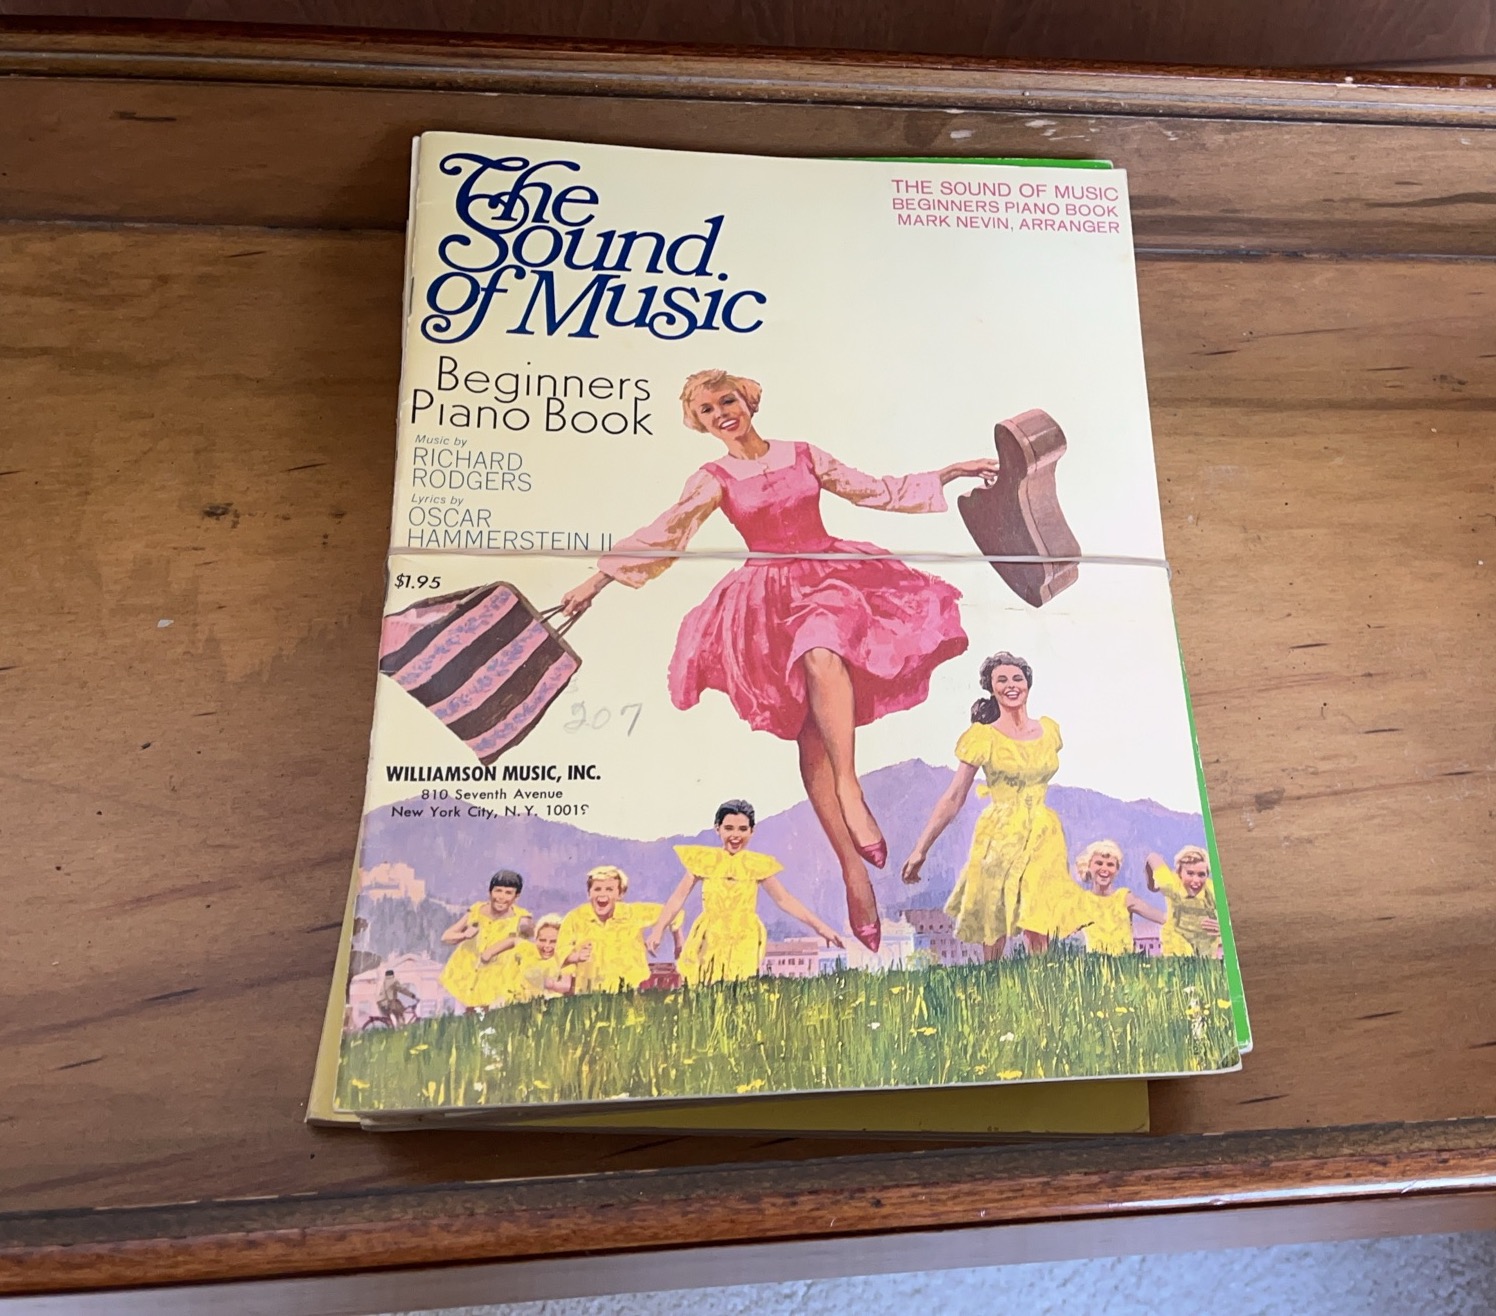 The
Sound
of Music
THE SOUND OF MUSIC
BEGINNERS PIANO BOOK
MARK NEVIN, ARRANGER
Beginners
Piano Book
Music by
RICHARD
RODGERS
Lyrics by
OSCAR
HAMMERSTEIN II
$1.95
207
WILLIAMSON MUSIC, INC.
810 Seventh Avenue
New York City, N.Y. 10019